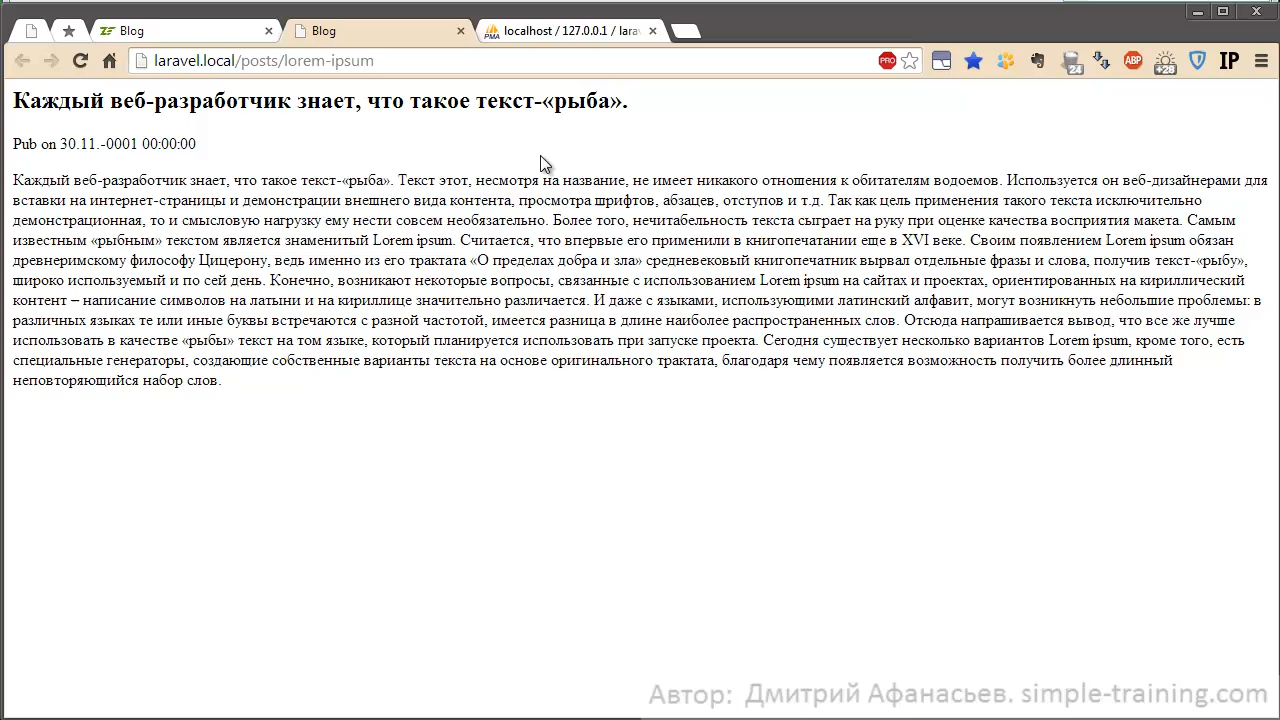 Blog
Blog
localhost / 127.0.0.1 / lara
laravel.local/posts/lorem-ipsum
PRO
24
ABP
+23
IP
Каждый веб-разработчик знает, что такое текст-«рыба».
Pub on 30.11.-0001 00:00:00
Каждый веб-разработчик знает, что такое текст-«рыба». Текст этот, несмотря на название, не имеет никакого отношения к обитателям водоемов. Используется он веб-дизайнерами для
вставки на интернет-страницы и демонстрации внешнего вида контента, просмотра шрифтов, абзацев, отступов и т.д. Так как цель применения такого текста исключительно
демонстрационная, то и смысловую нагрузку ему нести совсем необязательно. Более того, нечитабельность текста сыграет на руку при оценке качества восприятия макета. Самым
известным «рыбным» текстом является знаменитый Lorem ipsum. Считается, что впервые его применили в книгопечатании еще в XVI веке. Своим появлением Lorem ipsum обязан
древнеримскому философу Цицерону, ведь именно из его трактата «О пределах добра и зла» средневековый книгопечатник вырвал отдельные фразы и слова, получив текст-«рыбу»,
широко используемый и по сей день. Конечно, возникают некоторые вопросы, связанные с использованием Lorem ipsum на сайтах и проектах, ориентированных на кириллический
контент – написание символов на латыни и на кириллице значительно различается. И даже с языками, использующими латинский алфавит, могут возникнуть небольшие проблемы: в
различных языках те или иные буквы встречаются с разной частотой, имеется разница в длине наиболее распространенных слов. Отсюда напрашивается вывод, что все же лучше
использовать в качестве «рыбы» текст на том языке, который планируется использовать при запуске проекта. Сегодня существует несколько вариантов Lorem ipsum, кроме того, есть
специальные генераторы, создающие собственные варианты текста на основе оригинального трактата, благодаря чему появляется возможность получить более длинный
неповторяющийся набор слов.
Автор: Дмитрий Афанасьев. simple-training.com